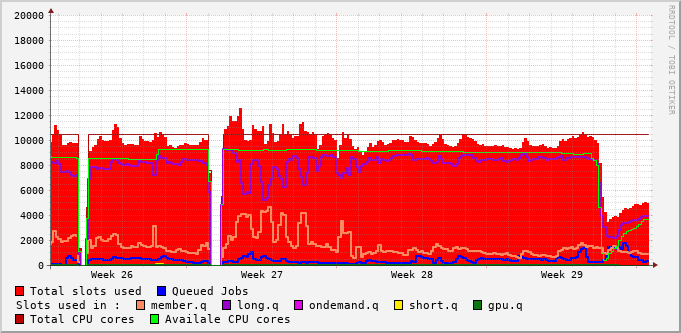 RRDTOOL / TOBI OETIKER
20000
18000
16000
14000
12000
10000
8000
6000
4000
2000
0
Week 26 Week 27 Week 28 Week 29
Total slots used Queued Jobs
Slots used in : member.q long.q ondemand.q short.q gpu.q
Total CPU cores Availale CPU cores